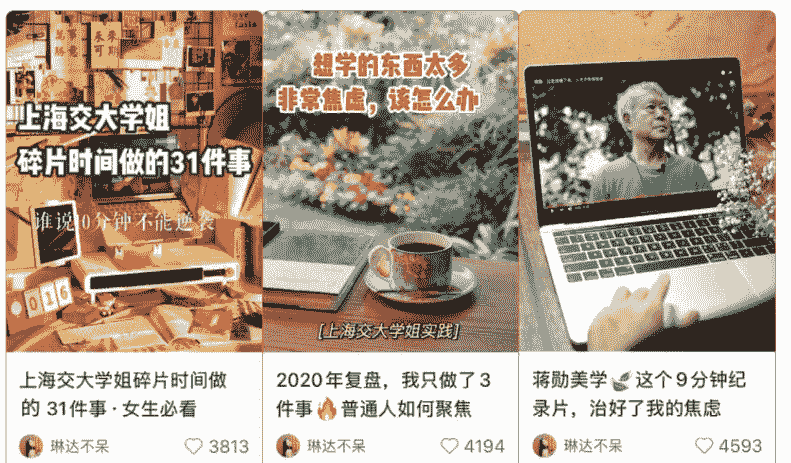 上海交大学姐
碎片时间做的31件事
谁说10分钟不能逆袭
016
上海交大学姐碎片时间做
的 31件事·女生必看
琳达不呆
3813
想学的东西太多
非常焦虑，该怎么办
[上海交大学姐实践]
2020年复盘，我只做了3
件事🔥普通人如何聚焦
琳达不呆
4194
蒋勋美学🌿这个9分钟纪
录片，治好了我的焦虑
琳达不呆
4593